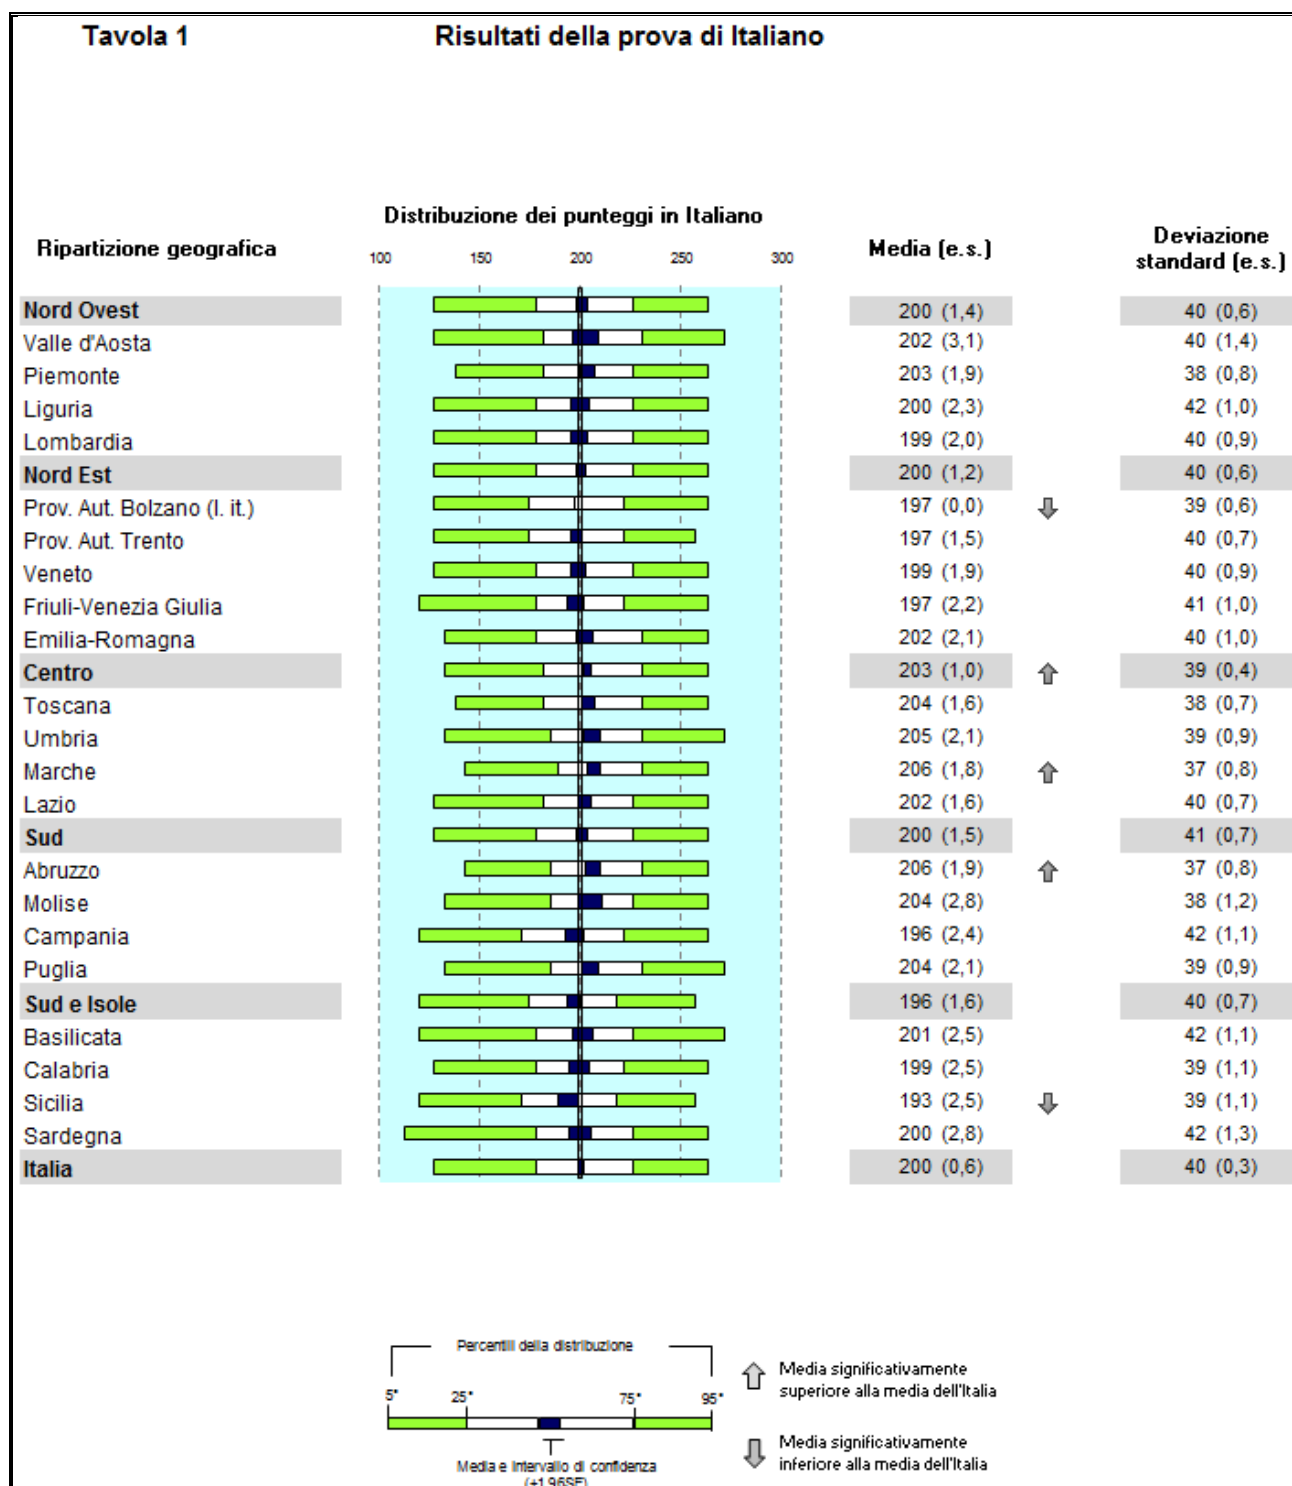 Tavola 1 Risultati della prova di Italiano
Distribuzione dei punteggi in Italiano
Ripartizione geografica 100 150 200 250 300 Media (e.s.) Deviazione standard (e.s.)
Nord Ovest 200 (1,4) 40 (0,6)
Valle d'Aosta 202 (3,1) 40 (1,4)
Piemonte 203 (1,9) 38 (0,8)
Liguria 200 (2,3) 42 (1,0)
Lombardia 199 (2,0) 40 (0,9)
Nord Est 200 (1,2) 40 (0,6)
Prov. Aut. Bolzano (l. it.) 197 (0,0) 39 (0,6)
Prov. Aut. Trento 197 (1,5) 40 (0,7)
Veneto 199 (1,9) 40 (0,9)
Friuli-Venezia Giulia 197 (2,2) 41 (1,0)
Emilia-Romagna 202 (2,1) 40 (1,0)
Centro 203 (1,0) 39 (0,4)
Toscana 204 (1,6) 38 (0,7)
Umbria 205 (2,1) 39 (0,9)
Marche 206 (1,8) 37 (0,8)
Lazio 202 (1,6) 40 (0,7)
Sud 200 (1,5) 41 (0,7)
Abruzzo 206 (1,9) 37 (0,8)
Molise 204 (2,8) 38 (1,2)
Campania 196 (2,4) 42 (1,1)
Puglia 204 (2,1) 39 (0,9)
Sud e Isole 196 (1,6) 40 (0,7)
Basilicata 201 (2,5) 42 (1,1)
Calabria 199 (2,5) 39 (1,1)
Sicilia 193 (2,5) 39 (1,1)
Sardegna 200 (2,8) 42 (1,3)
Italia 200 (0,6) 40 (0,3)
Percentili della distribuzione
5° 25° 75° 95°
Media e intervallo di confidenza
(±1,96SE)
Media significativamente
superiore alla media dell'Italia
Media significativamente
inferiore alla media dell'Italia